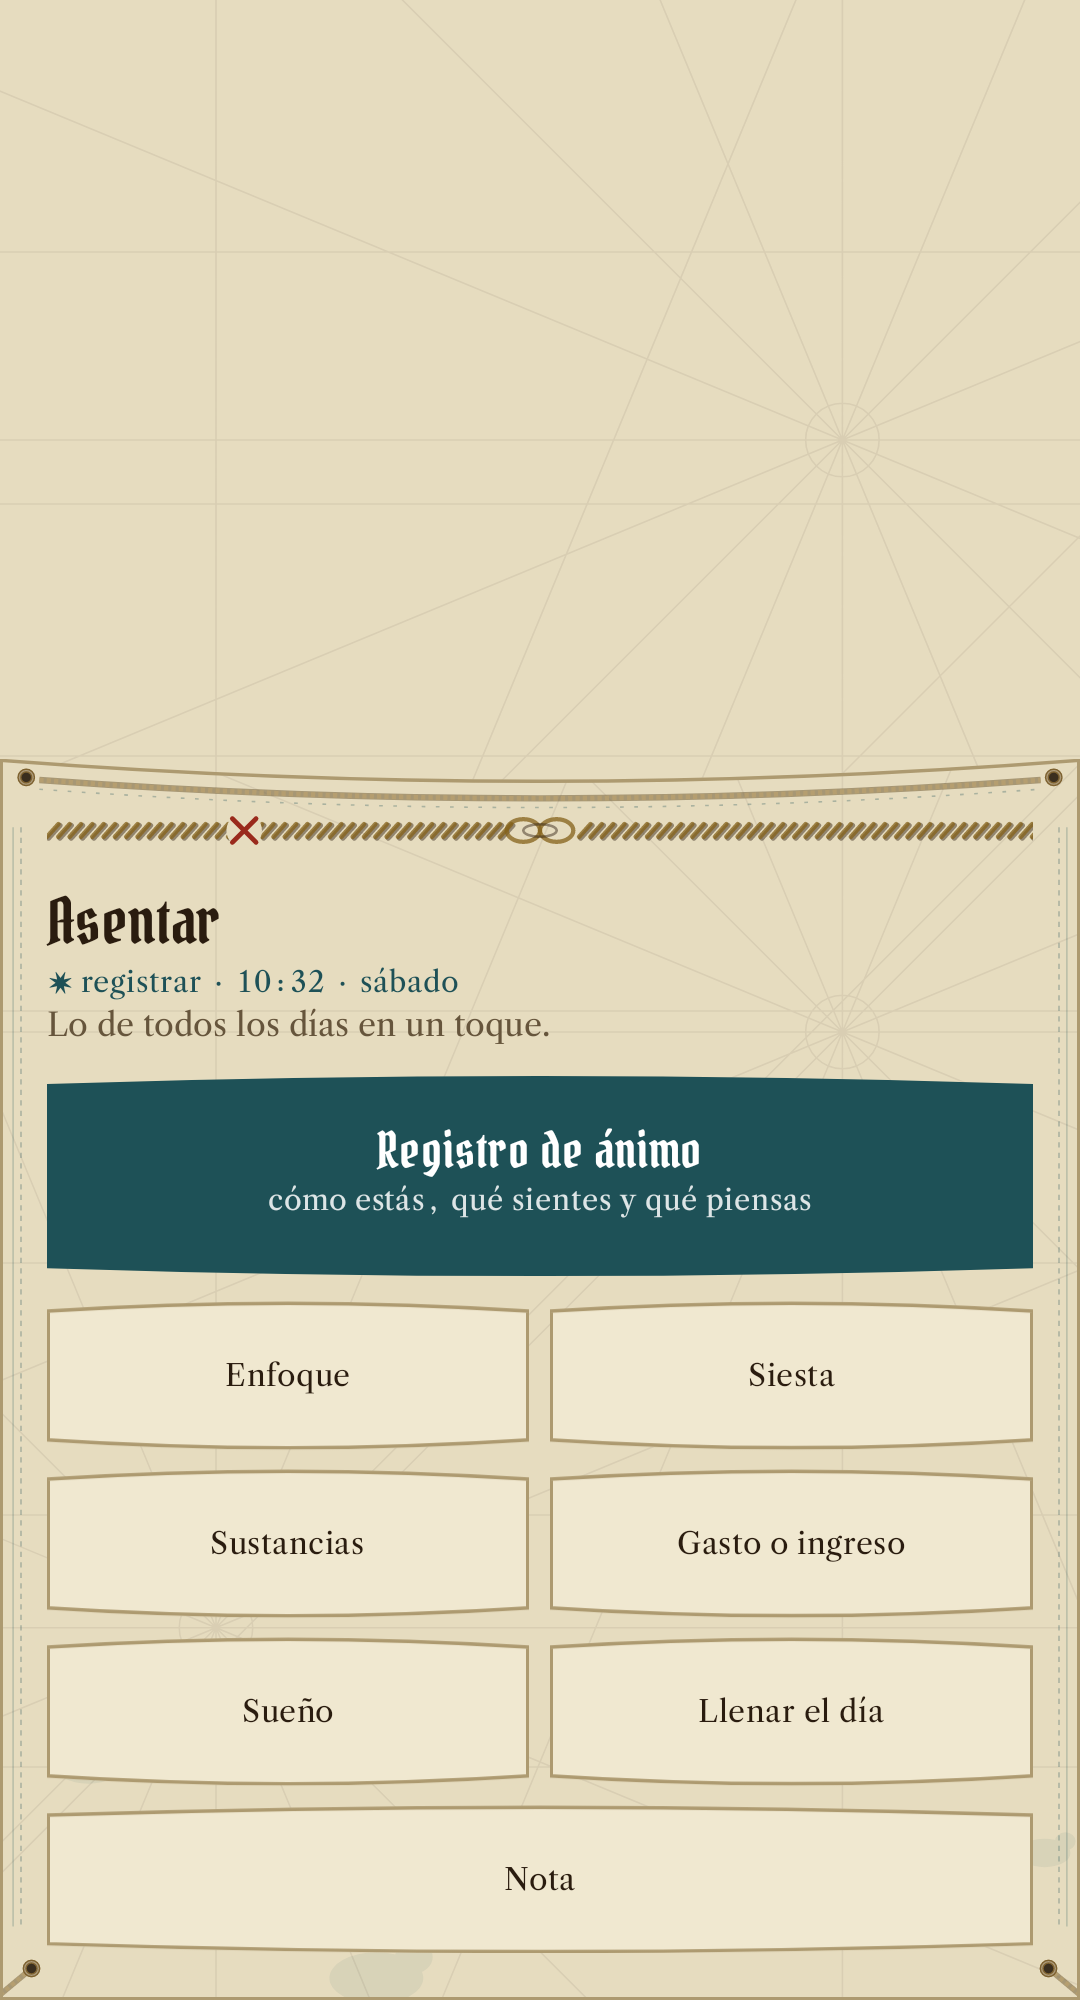 Asentar
✷ registrar · 10:32 · sábado
Lo de todos los días en un toque.
Registro de ánimo
cómo estás, qué sientes y qué piensas
Enfoque
Siesta
Sustancias
Gasto o ingreso
Sueño
Llenar el día
Nota